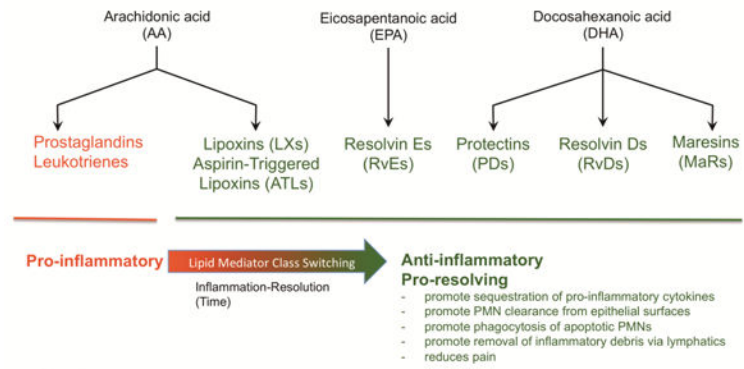 Arachidonic acid
(AA)
Eicosapentanoic acid
(EPA)
Docosahexanoic acid
(DHA)
Prostaglandins
Leukotrienes
Lipoxins (LXs)
Aspirin-Triggered
Lipoxins (ATLs)
Resolvin Es
(RvEs)
Protectins
(PDs)
Resolvin Ds
(RvDs)
Maresins
(MaRs)
Pro-inflammatory
Lipid Mediator Class Switching
Inflammation-Resolution
(Time)
Anti-inflammatory
Pro-resolving
- promote sequestration of pro-inflammatory cytokines
- promote PMN clearance from epithelial surfaces
- promote phagocytosis of apoptotic PMNs
- promote removal of inflammatory debris via lymphatics
- reduces pain